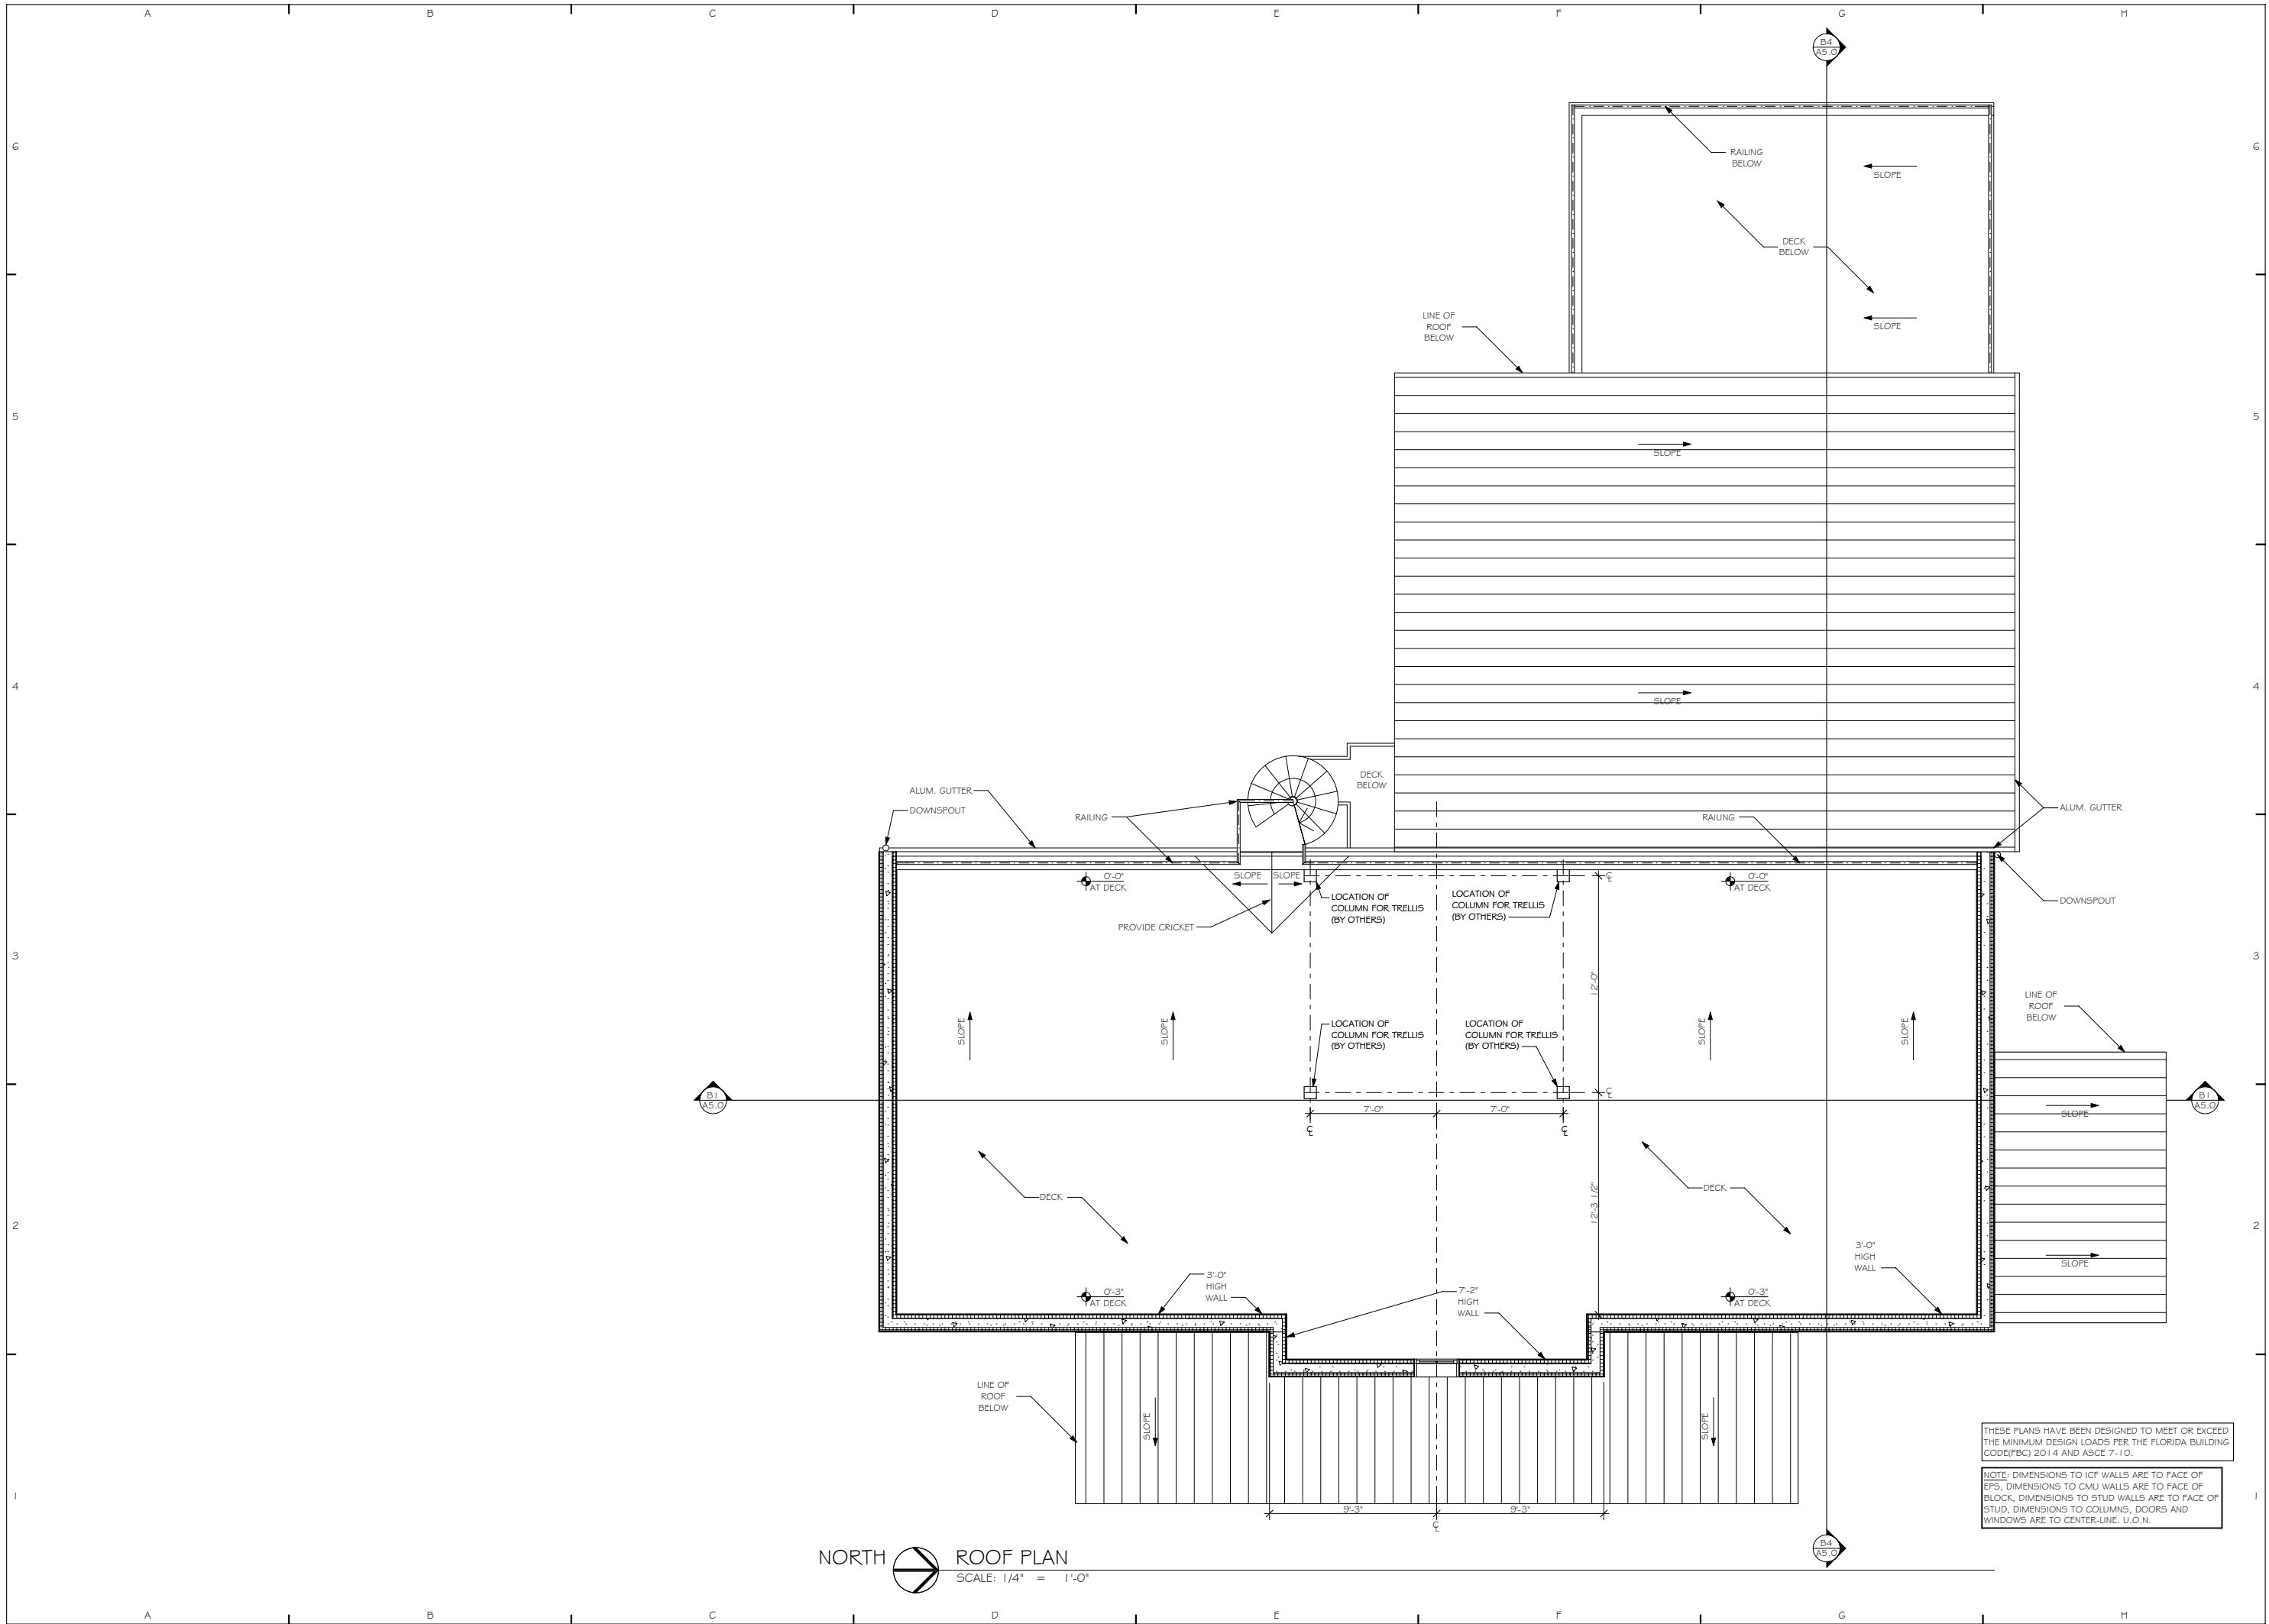 A B C D E F G H
B4
A5.0
6 6
RAILING
BELOW
SLOPE
DECK
BELOW
SLOPE
LINE OF
ROOF
BELOW
5 5
SLOPE
4 4
SLOPE
DECK
BELOW
ALUM. GUTTER
DOWNSPOUT
RAILING
RAILING
ALUM. GUTTER
0'-0"
AT DECK
SLOPE SLOPE
℄
0'-0"
AT DECK
LOCATION OF
COLUMN FOR TRELLIS
(BY OTHERS)
LOCATION OF
COLUMN FOR TRELLIS
(BY OTHERS)
DOWNSPOUT
PROVIDE CRICKET
3 3
12'-0"
LINE OF
ROOF
BELOW
SLOPE
SLOPE
LOCATION OF
COLUMN FOR TRELLIS
(BY OTHERS)
LOCATION OF
COLUMN FOR TRELLIS
(BY OTHERS)
SLOPE
SLOPE
B1
A5.0
℄
7'-0" 7'-0"
℄ ℄
SLOPE
B1
A5.0
DECK
DECK
12'-3 1/2"
2 2
3'-0"
HIGH
WALL
SLOPE
0'-3"
AT DECK
3'-0"
HIGH
WALL
7'-2"
HIGH
WALL
0'-3"
AT DECK
LINE OF
ROOF
BELOW
SLOPE
SLOPE
THESE PLANS HAVE BEEN DESIGNED TO MEET OR EXCEED
THE MINIMUM DESIGN LOADS PER THE FLORIDA BUILDING
CODE(FBC) 2014 AND ASCE 7-10.
NOTE: DIMENSIONS TO ICF WALLS ARE TO FACE OF
EPS, DIMENSIONS TO CMU WALLS ARE TO FACE OF
BLOCK, DIMENSIONS TO STUD WALLS ARE TO FACE OF
STUD, DIMENSIONS TO COLUMNS, DOORS AND
WINDOWS ARE TO CENTER-LINE. U.O.N.
1 1
9'-3" 9'-3"
℄
B4
A5.0
NORTH
ROOF PLAN
SCALE: 1/4" = 1'-0"
A B C D E F G H